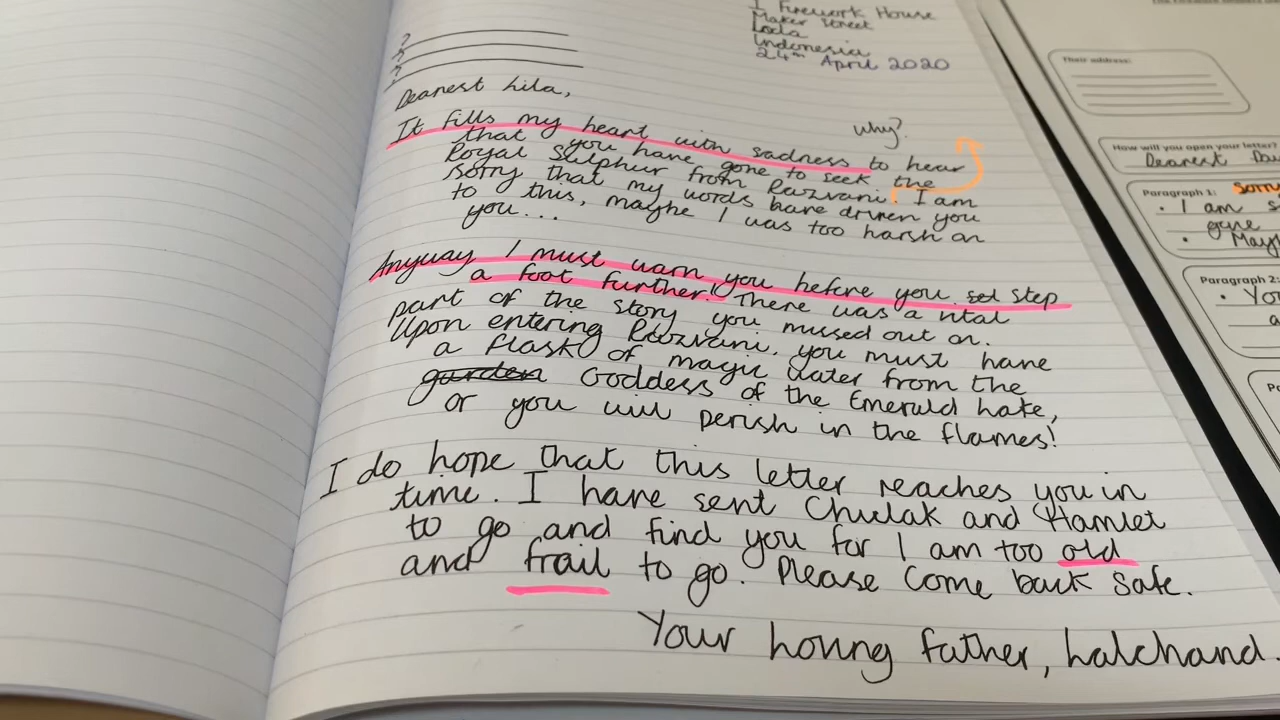 1 Firework House
Maker Street
Indonesia
24th April 2020
?
?
?
?
Dearest Lila,
Why?
It fills my heart with sadness to hear
that you have gone to seek the
Royal Sulphur from Razvani. I am
sorry that my words have driven you
to this, maybe I was too harsh on
you...
Anyway I must warn you before you set step
a foot further! There was a vital
part of the story you missed out on.
Upon entering Razvani, you must have
a flask of magic water from the
garden Goddess of the Emerald Lake,
or you will perish in the flames!
I do hope that this letter reaches you in
time. I have sent Chulak and Hamlet
to go and find you for I am too old
and frail to go. Please come back safe.
Your loving father, Lalchand.
Their address:
How will you open your letter?
Dearest
Paragraph 1:
• I am
gone
• Mayb
Paragraph 2:
• You